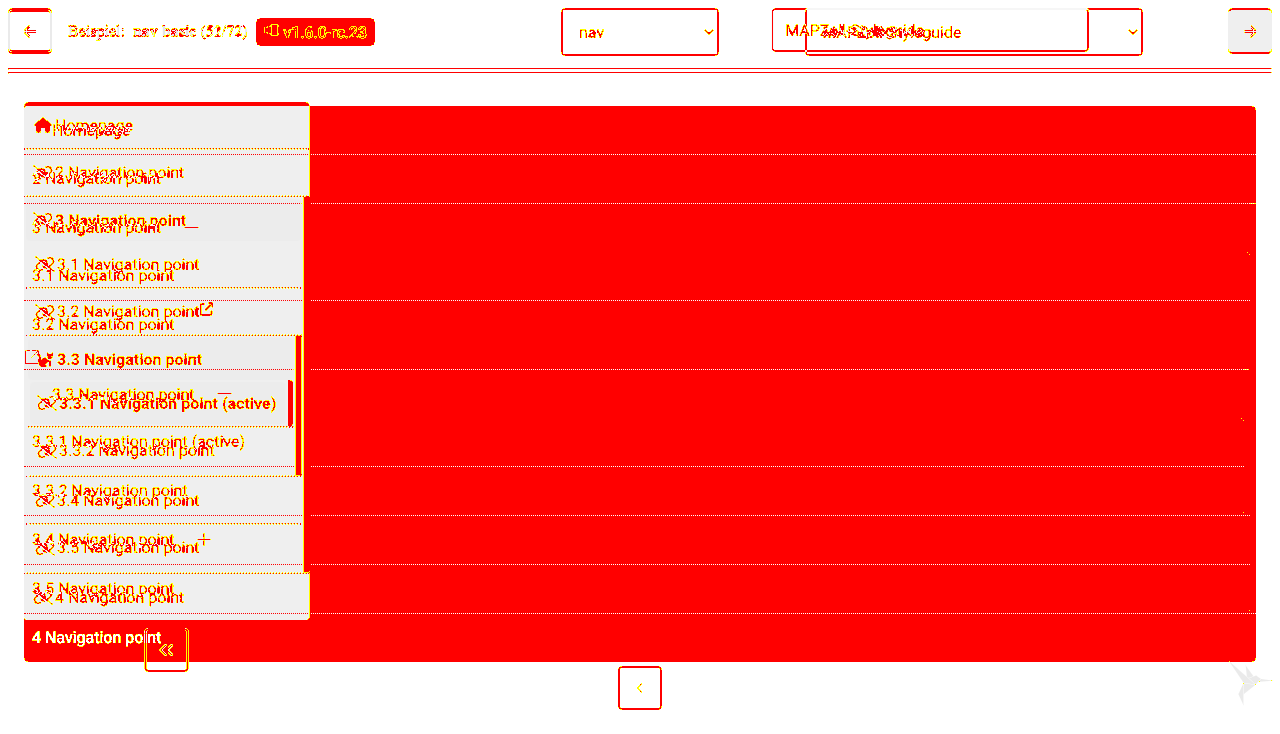 Beispiel: nav basic (51/71) v1.6.0-rc.23
nav
Homepage
Homepage
2 Navigation point
2 Navigation point
3 Navigation point
3 Navigation point
3.1 Navigation point
3.1 Navigation point
3.2 Navigation point
3.2 Navigation point
3.3 Navigation point
3.3 Navigation point
3.3.1 Navigation point (active)
3.3.1 Navigation point (active)
3.3.2 Navigation point
3.3.2 Navigation point
3.4 Navigation point
3.4 Navigation point
3.5 Navigation point
3.5 Navigation point
4 Navigation point
4 Navigation point